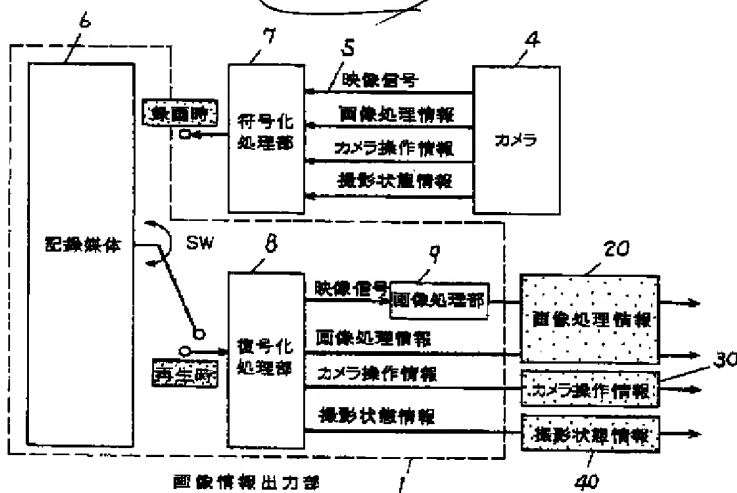 6
7
5
4
映像信号
録画時
画像処理情報
符号化
処理部
カメラ
カメラ操作情報
撮影状態情報
記録媒体
SW
8
9
20
映像信号
画像処理部
画像処理情報
画像処理情報
復号化
処理部
再生時
カメラ操作情報
カメラ操作情報
30
撮影状態情報
撮影状態情報
画像情報出力部
1
40